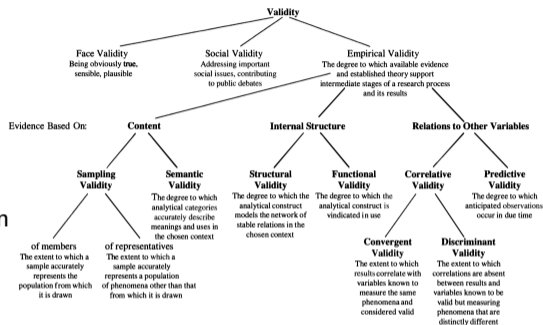 Validity
Face Validity
Being obviously true,
sensible, plausible
Social Validity
Addressing important
social issues, contributing
to public debates
Empirical Validity
The degree to which available evidence
and established theory support
intermediate stages of a research process
and its results
Evidence Based On:
Content
Internal Structure
Relations to Other Variables
Sampling
Validity
Semantic
Validity
The degree to which
analytical categories
accurately describe
meanings and uses in
the chosen context
Structural
Validity
The degree to which the
analytical construct
models the network of
stable relations in the
chosen context
Functional
Validity
The degree to which the
analytical construct is
vindicated in use
Correlative
Validity
Predictive
Validity
The degree to which
anticipated observations
occur in due time
n
of members
The extent to which a
sample accurately
represents the
population from which
it is drawn
of representatives
The extent to which a
sample accurately
represents a population
of phenomena other than that
from which it is drawn
Convergent
Validity
The extent to which
results correlate with
variables known to
measure the same
phenomena and
considered valid
Discriminant
Validity
The extent to which
correlations are absent
between results and
variables known to be
valid but measuring
phenomena that are
distinctly different